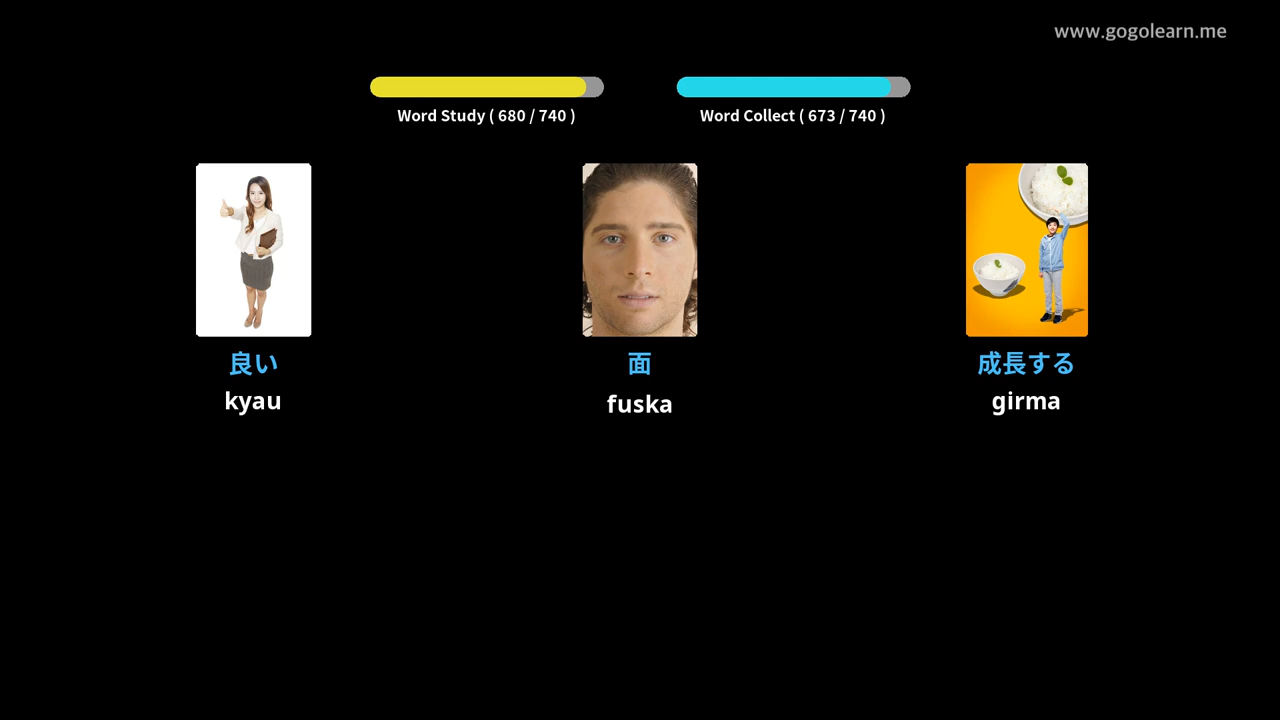 www.gogolearn.me
Word Study ( 680 / 740 )
Word Collect ( 673 / 740 )
良い
kyau
面
fuska
成長する
girma